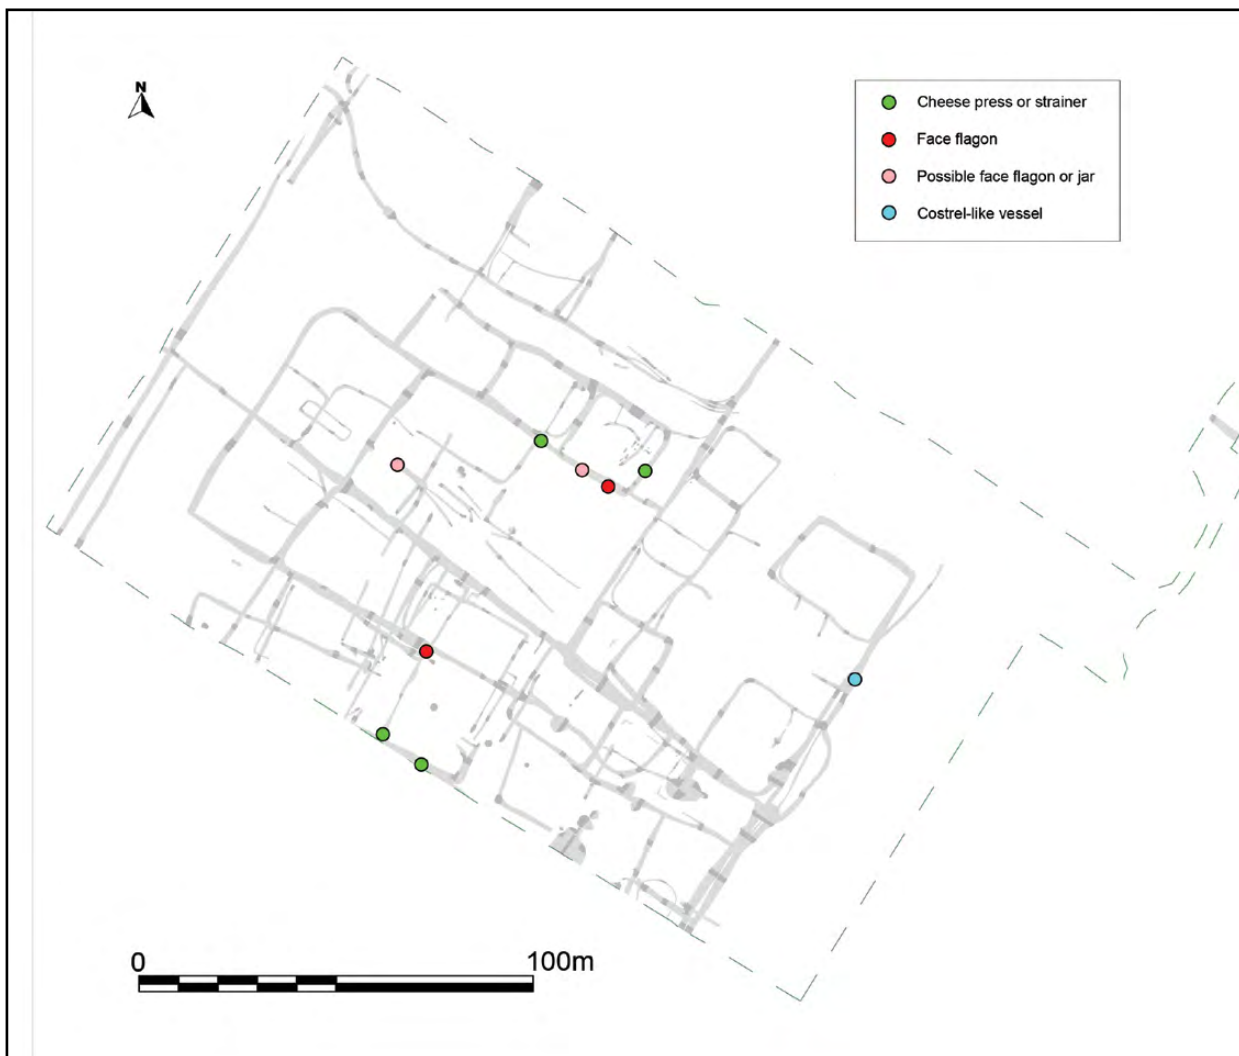 N
Cheese press or strainer
Face flagon
Possible face flagon or jar
Costrel-like vessel
0 100m